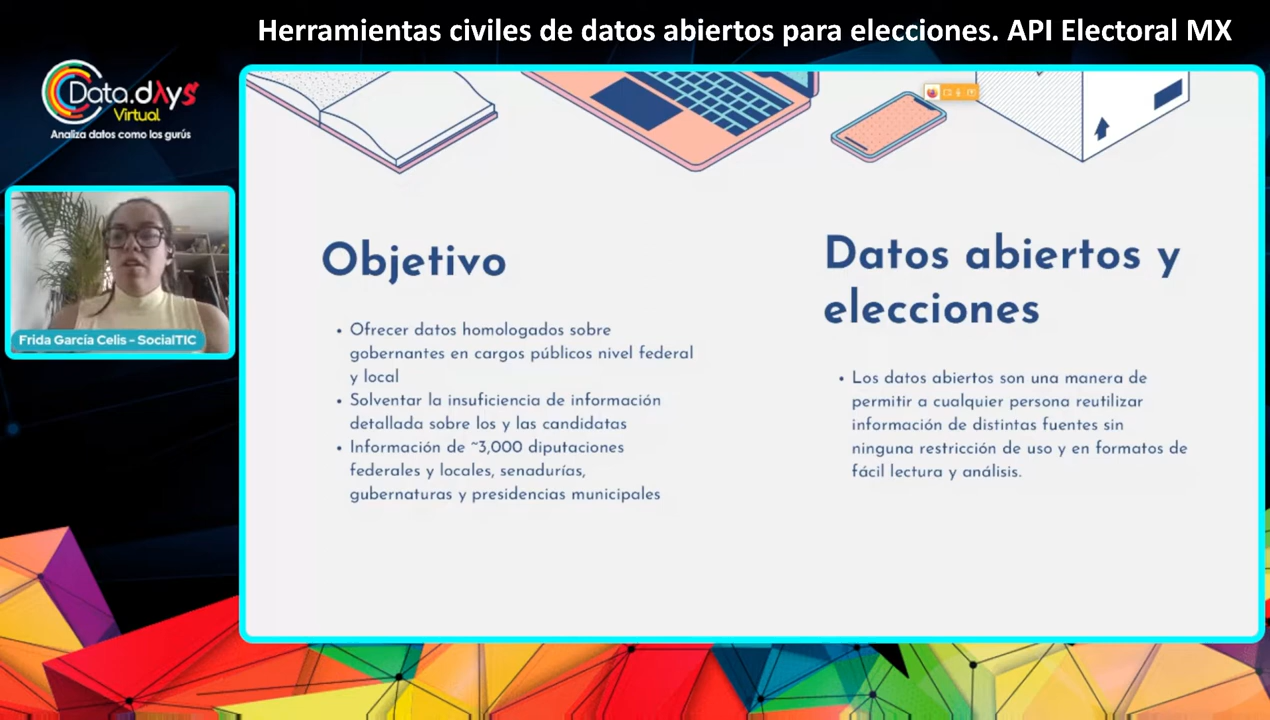 Herramientas civiles de datos abiertos para elecciones. API Electoral MX
Data.dAys
Virtual
Analiza datos como los gurús
Frida García Celis - SocialTIC
Objetivo
• Ofrecer datos homologados sobre
gobernantes en cargos públicos nivel federal
y local
• Solventar la insuficiencia de información
detallada sobre los y las candidatas
• Información de ~3,000 diputaciones
federales y locales, senadurías,
gubernaturas y presidencias municipales
Datos abiertos y
elecciones
• Los datos abiertos son una manera de
permitir a cualquier persona reutilizar
información de distintas fuentes sin
ninguna restricción de uso y en formatos de
fácil lectura y análisis.